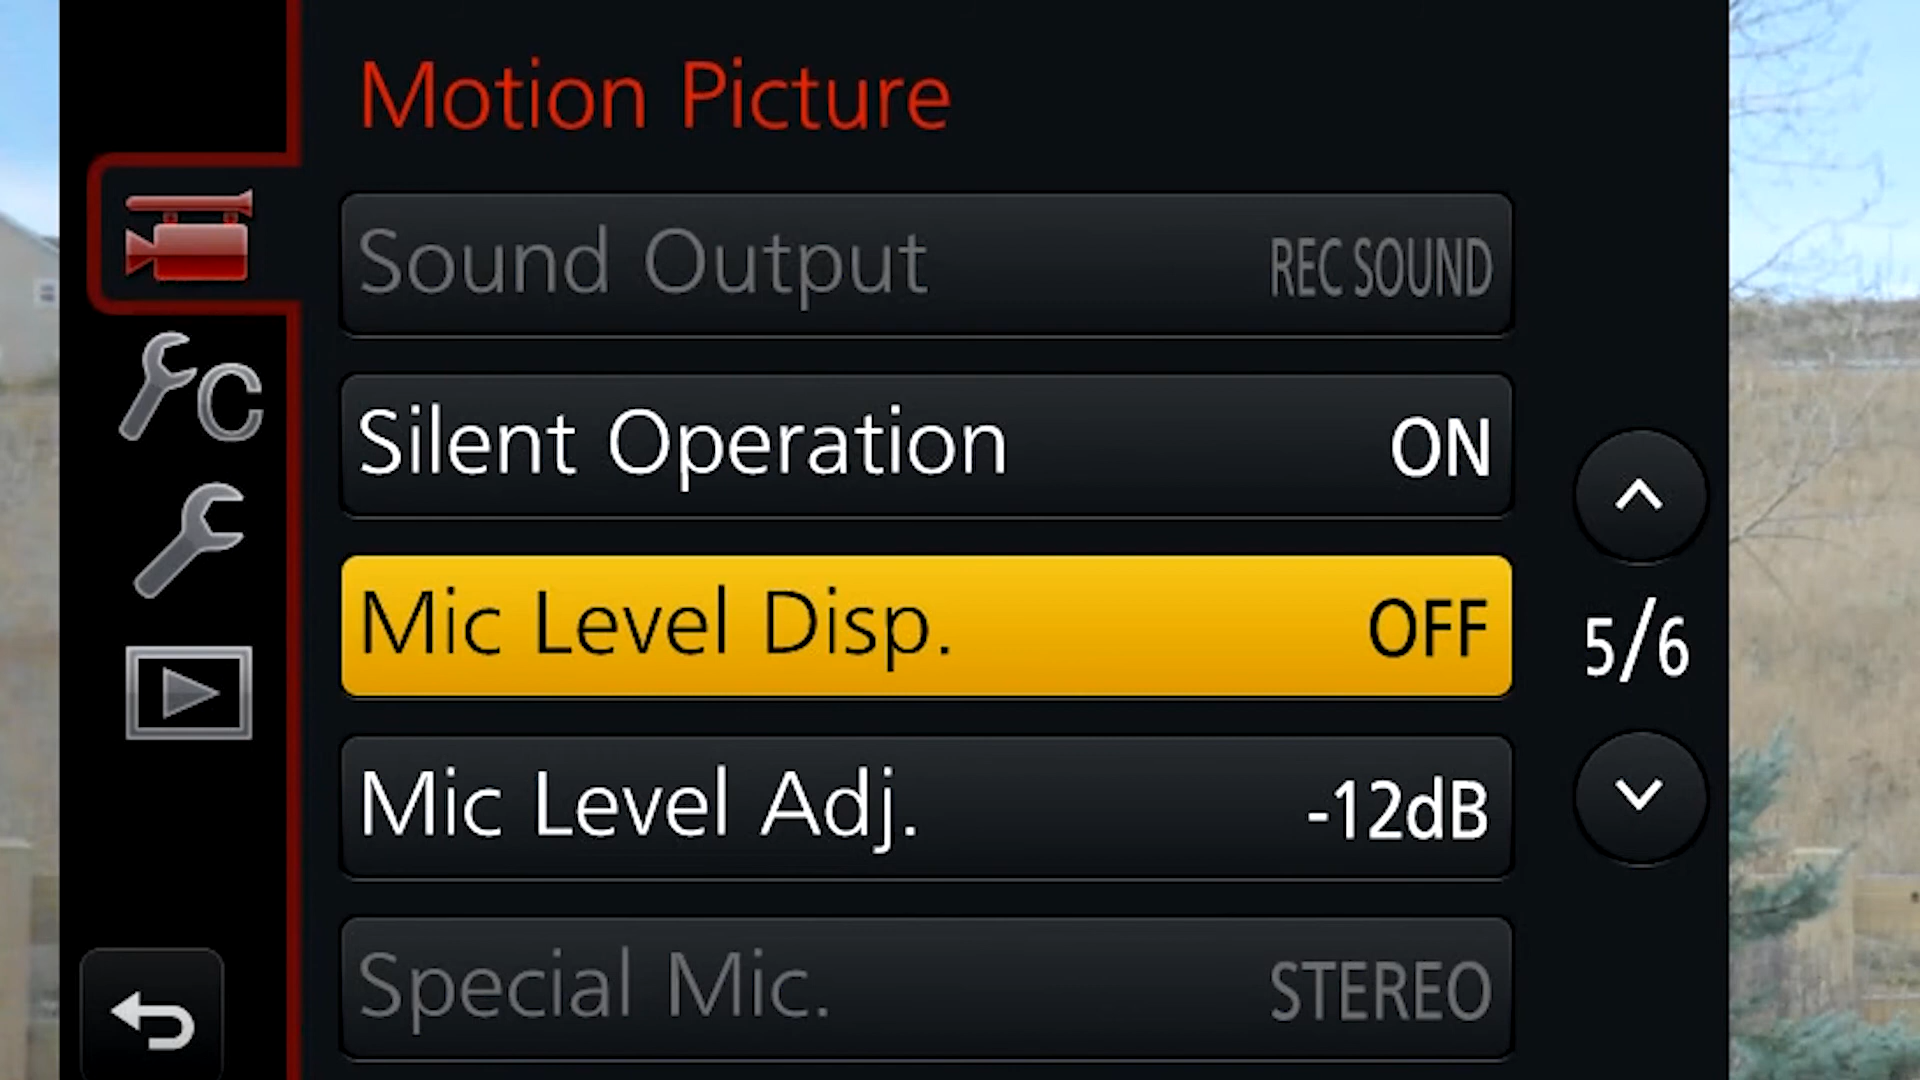 Motion Picture
Sound Output REC SOUND
Silent Operation ON
Mic Level Disp. OFF
5/6
Mic Level Adj. -12dB
Special Mic. STEREO
C